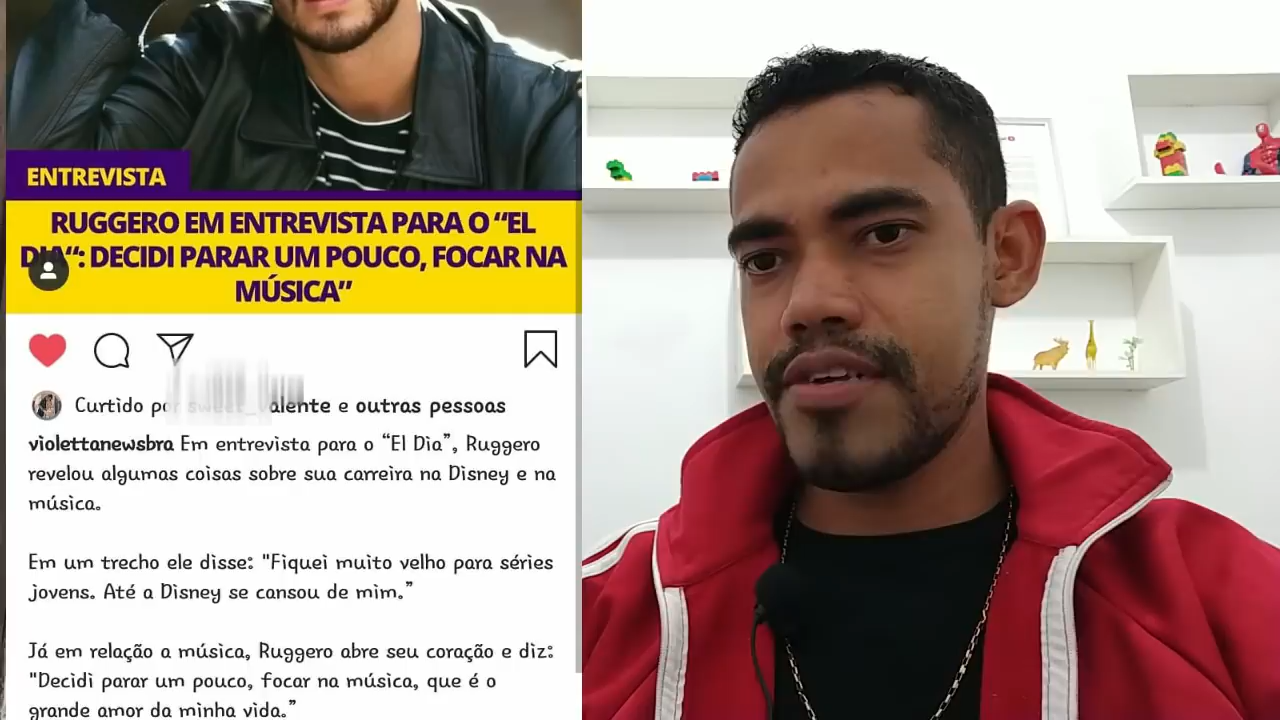 ENTREVISTA
RUGGERO EM ENTREVISTA PARA O “EL
DIA“: DECIDI PARAR UM POUCO, FOCAR NA
MÚSICA”
Curtido por sweet_valente e outras pessoas
violettanewsbra Em entrevista para o “El Dia”, Ruggero
revelou algumas coisas sobre sua carreira na Disney e na
música.
Em um trecho ele disse: "Fiquei muito velho para séries
jovens. Até a Disney se cansou de mim.”
Já em relação a música, Ruggero abre seu coração e diz:
"Decidi parar um pouco, focar na música, que é o
grande amor da minha vida.”